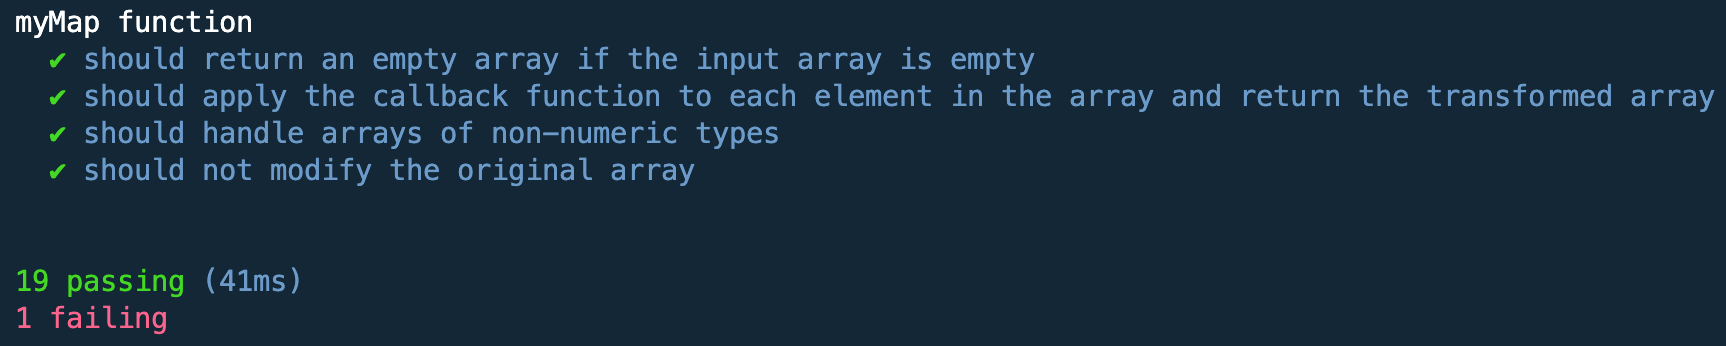 myMap function
✔ should return an empty array if the input array is empty
✔ should apply the callback function to each element in the array and return the transformed array
✔ should handle arrays of non-numeric types
✔ should not modify the original array
19 passing (41ms)
1 failing